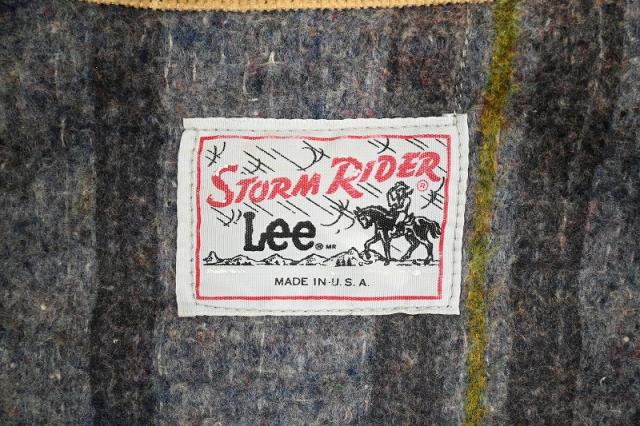 STORM RIDER ®
Lee ® MR
MADE IN U.S.A.